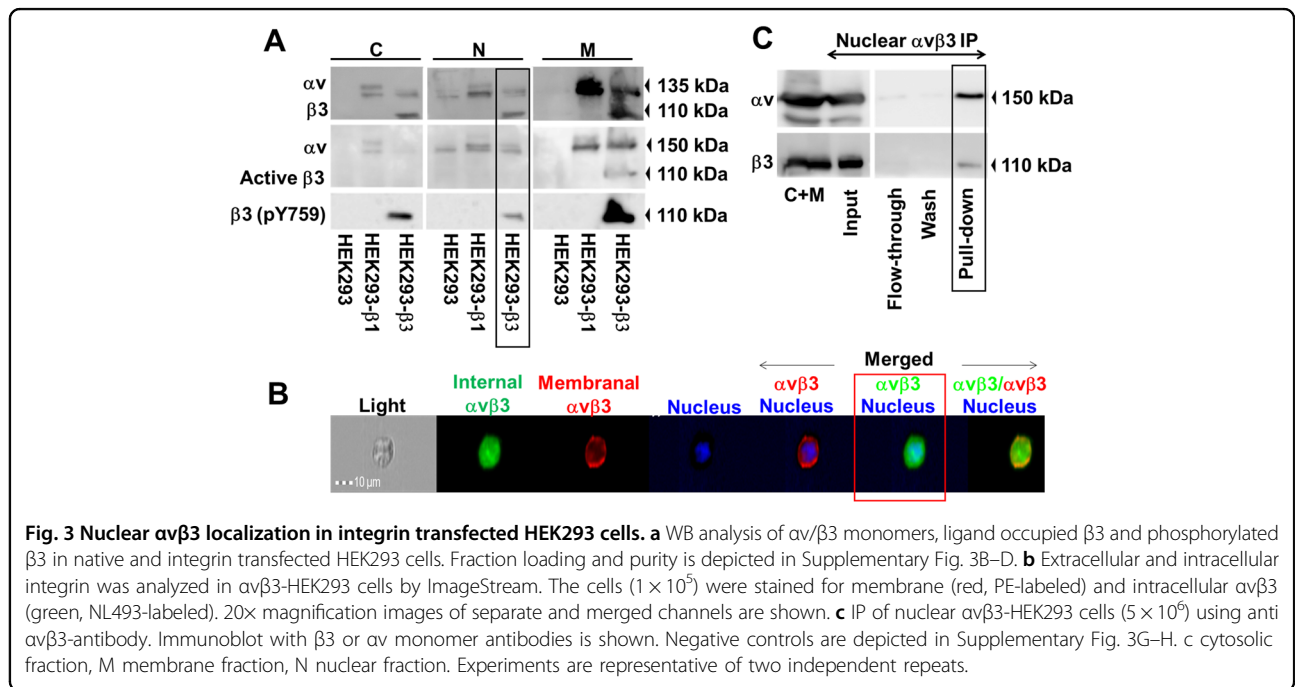 A
C
N
M
αv
β3
135 kDa
110 kDa
αv
Active β3
150 kDa
110 kDa
β3 (pY759)
110 kDa
HEK293
HEK293-β1
HEK293-β3
HEK293
HEK293-β1
HEK293-β3
HEK293
HEK293-β1
HEK293-β3
C
Nuclear αvβ3 IP
αv
150 kDa
β3
110 kDa
C+M
Input
Flow-through
Wash
Pull-down
B
Merged
Light
Internal
αvβ3
Membranal
αvβ3
Nucleus
αvβ3
Nucleus
αvβ3
Nucleus
αvβ3/αvβ3
Nucleus
10 µm
Fig. 3 Nuclear αvβ3 localization in integrin transfected HEK293 cells. a WB analysis of αv/β3 monomers, ligand occupied β3 and phosphorylated
β3 in native and integrin transfected HEK293 cells. Fraction loading and purity is depicted in Supplementary Fig. 3B–D. b Extracellular and intracellular
integrin was analyzed in αvβ3-HEK293 cells by ImageStream. The cells (1 × 10⁵) were stained for membrane (red, PE-labeled) and intracellular αvβ3
(green, NL493-labeled). 20× magnification images of separate and merged channels are shown. c IP of nuclear αvβ3-HEK293 cells (5 × 10⁶) using anti
αvβ3-antibody. Immunoblot with β3 or αv monomer antibodies is shown. Negative controls are depicted in Supplementary Fig. 3G–H. c cytosolic
fraction, M membrane fraction, N nuclear fraction. Experiments are representative of two independent repeats.